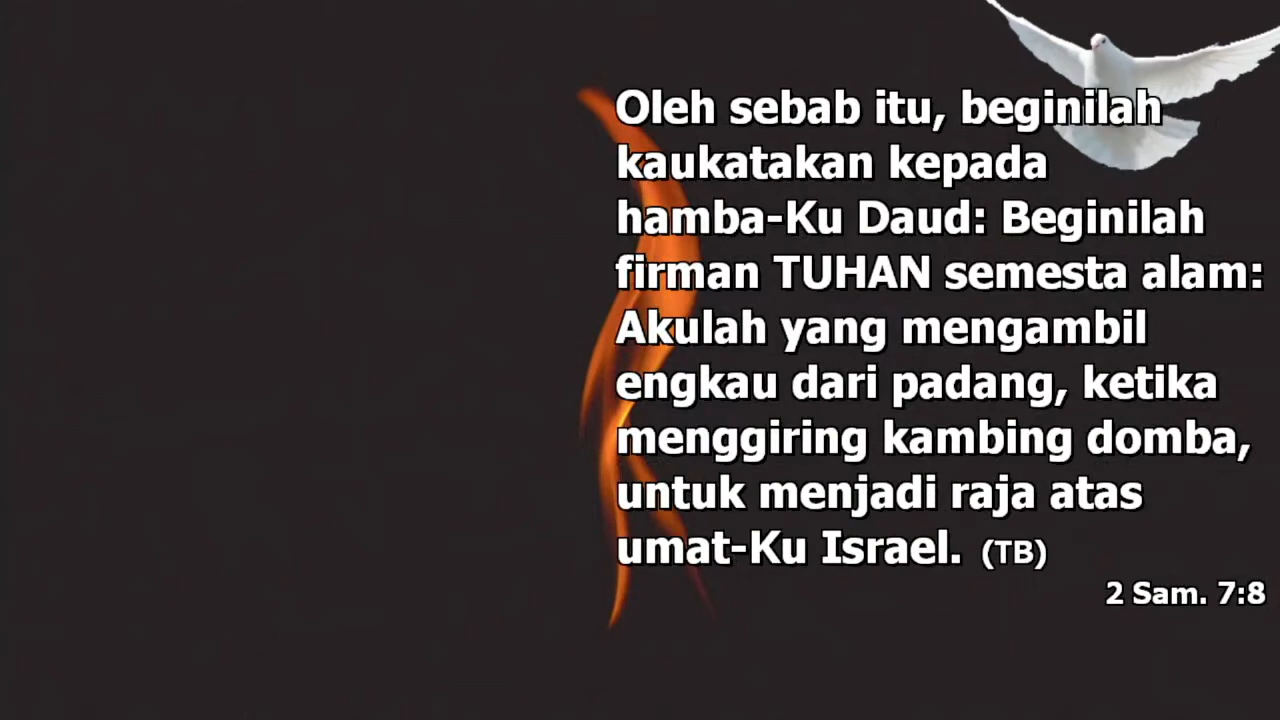 Oleh sebab itu, beginilah
kaukatakan kepada
hamba-Ku Daud: Beginilah
firman TUHAN semesta alam:
Akulah yang mengambil
engkau dari padang, ketika
menggiring kambing domba,
untuk menjadi raja atas
umat-Ku Israel. (TB)
2 Sam. 7:8